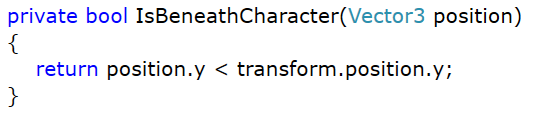 private bool IsBeneathCharacter(Vector3 position)
{
    return position.y < transform.position.y;
}